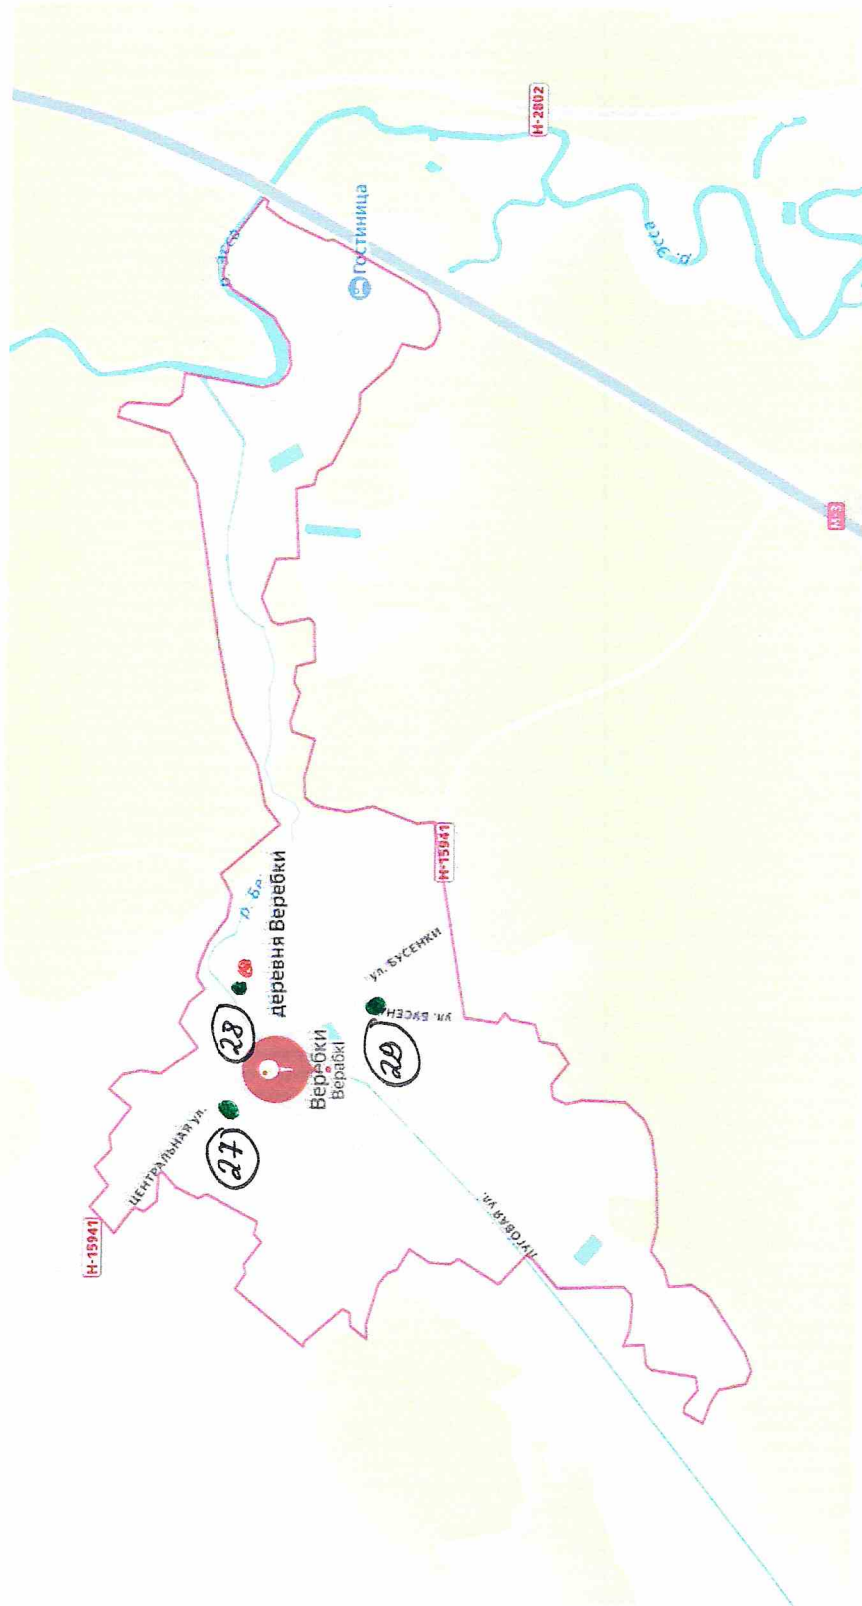 Н-15941
ЦЕНТРАЛЬНАЯ ул.
27
28
р. Бе.
деревня Веребки
Веребки
Верабкі
29
ул. БУСЕН
ул. БУСЕНКИ
Н-15941
ЛУГОВАЯ ул.
р. Эсса
Гостиница
Н-2802
р. Эсса
М-3